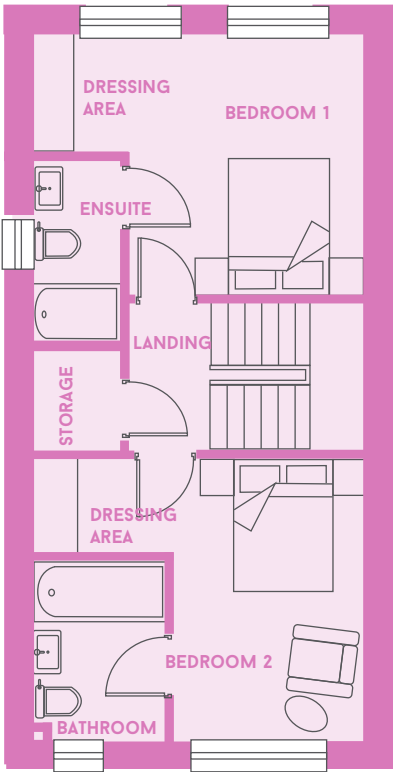 DRESSING
AREA
BEDROOM 1
ENSUITE
LANDING
STORAGE
DRESSING
AREA
BEDROOM 2
BATHROOM